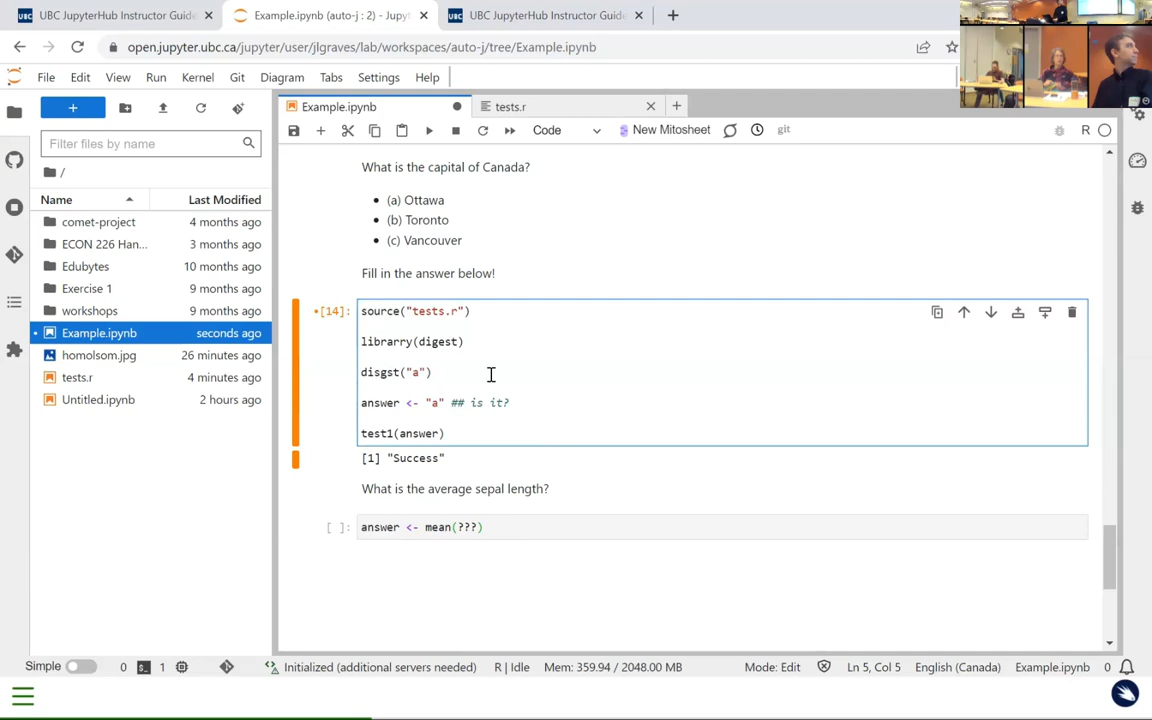 UBC JupyterHub Instructor Guide
Example.ipynb (auto-j : 2) - Jupyt
UBC JupyterHub Instructor Guide
open.jupyter.ubc.ca/jupyter/user/jlgraves/lab/workspaces/auto-j/tree/Example.ipynb
File Edit View Run Kernel Git Diagram Tabs Settings Help
Example.ipynb
tests.r
Code
New Mitosheet
git
R
Filter files by name
/
Name Last Modified
comet-project 4 months ago
ECON 226 Han... 3 months ago
Edubytes 10 months ago
Exercise 1 9 months ago
workshops 9 months ago
Example.ipynb seconds ago
homolsom.jpg 26 minutes ago
tests.r 4 minutes ago
Untitled.ipynb 2 hours ago
What is the capital of Canada?
(a) Ottawa
(b) Toronto
(c) Vancouver
Fill in the answer below!
[14]: source("tests.r")
librarry(digest)
disgst("a")
answer <- "a" ## is it?
test1(answer)
[1] "Success"
What is the average sepal length?
[ ]: answer <- mean(???)
Simple 0 1 Initialized (additional servers needed) R | Idle Mem: 359.94 / 2048.00 MB Mode: Edit Ln 5, Col 5 English (Canada) Example.ipynb 0